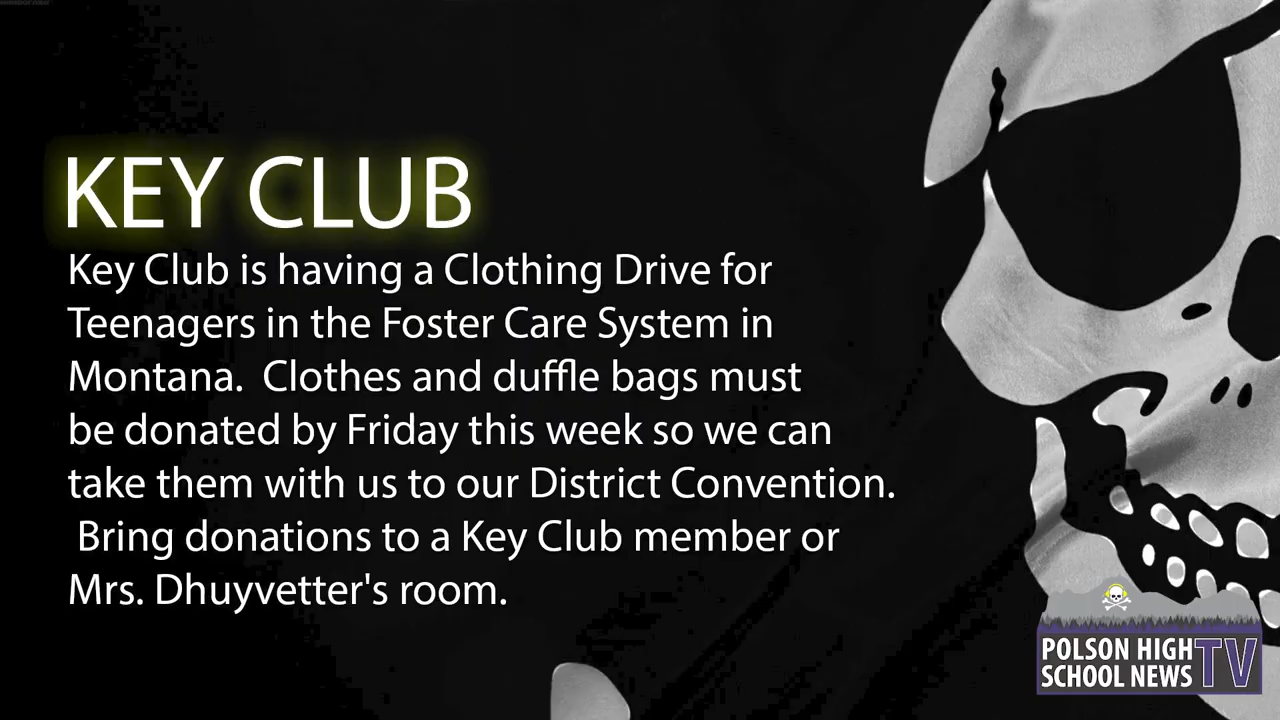 KEY CLUB
Key Club is having a Clothing Drive for
Teenagers in the Foster Care System in
Montana.  Clothes and duffle bags must
be donated by Friday this week so we can
take them with us to our District Convention.
Bring donations to a Key Club member or
Mrs. Dhuyvetter's room.
POLSON HIGH
SCHOOL NEWS TV